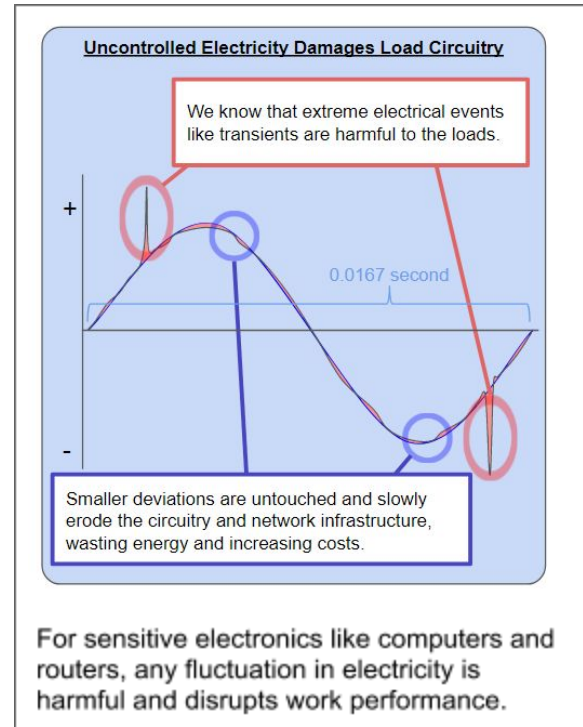 Uncontrolled Electricity Damages Load Circuitry
We know that extreme electrical events
like transients are harmful to the loads.
+
0.0167 second
-
Smaller deviations are untouched and slowly
erode the circuitry and network infrastructure,
wasting energy and increasing costs.
For sensitive electronics like computers and
routers, any fluctuation in electricity is
harmful and disrupts work performance.